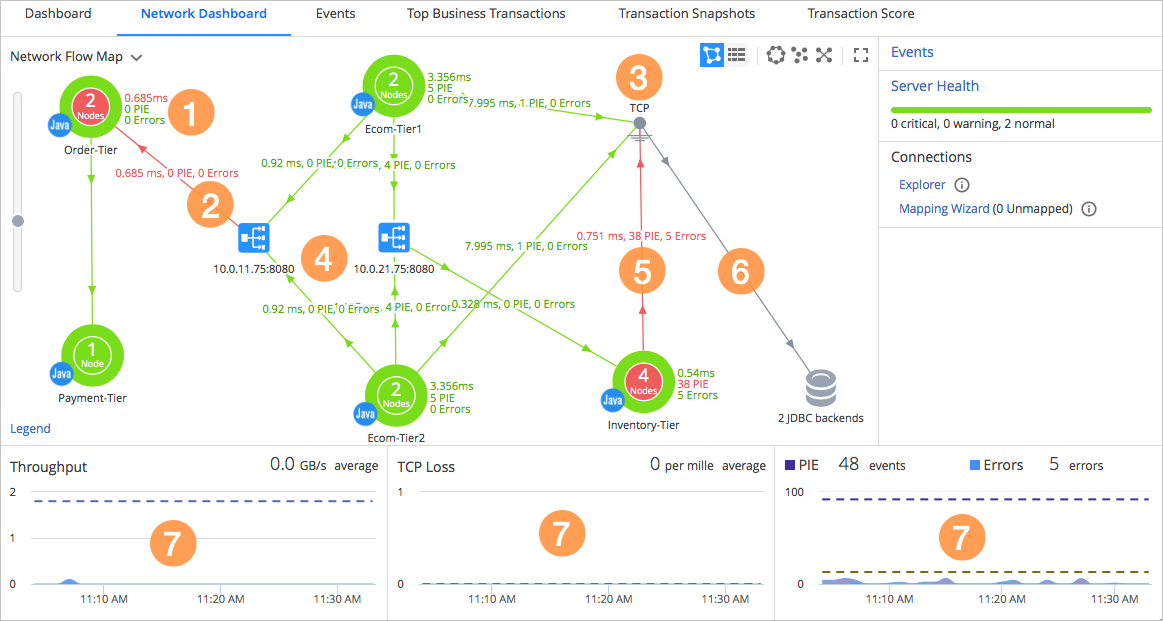 Dashboard
Network Dashboard
Events
Top Business Transactions
Transaction Snapshots
Transaction Score
Network Flow Map
2
Nodes
Java
Order-Tier
0.685ms
0 PIE
0 Errors
1
2
Nodes
Java
Ecom-Tier1
3.356ms
5 PIE
0 Errors
7.995 ms, 1 PIE, 0 Errors
3
TCP
0.685 ms, 0 PIE, 0 Errors
2
0.92 ms, 0 PIE, 0 Errors
, 4 PIE, 0 Errors
10.0.11.75:8080
4
10.0.21.75:8080
7.995 ms, 1 PIE, 0 Errors
0.751 ms, 38 PIE, 5 Errors
5
6
0.92 ms, 0 PIE, 0 Errors
, 4 PIE, 0 Errors
0.328 ms, 0 PIE, 0 Errors
1
Node
Java
Payment-Tier
2
Nodes
Java
Ecom-Tier2
3.356ms
5 PIE
0 Errors
4
Nodes
Java
Inventory-Tier
0.54ms
38 PIE
5 Errors
2 JDBC backends
Legend
Events
Server Health
0 critical, 0 warning, 2 normal
Connections
Explorer
Mapping Wizard (0 Unmapped)
Throughput
0.0 GB/s average
2
1
0
7
11:10 AM
11:20 AM
11:30 AM
TCP Loss
0 per mille average
1
0
7
11:10 AM
11:20 AM
11:30 AM
PIE 48 events
Errors 5 errors
100
0
7
11:10 AM
11:20 AM
11:30 AM